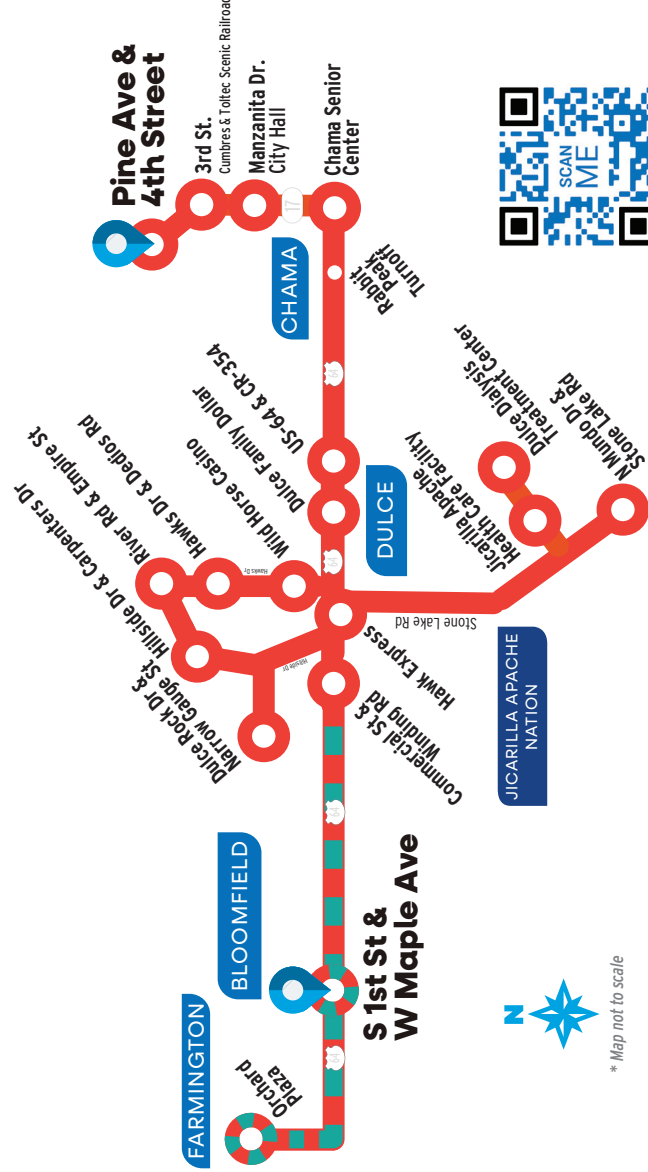 Pine Ave &
4th Street
3rd St.
Cumbres & Toltec Scenic Railroad
Manzanita Dr.
City Hall
17
Chama Senior
Center
CHAMA
Rabbit
Peak
Turnoff
64
US-64 & CR-354
Dulce Family Dollar
Wild Horse Casino
Hawks Dr & Dedios Rd
River Rd & Empire St
Hillside Dr & Carpenters Dr
Dulce Rock Dr &
Narrow Gauge St
Hawks Dr
Hillside Dr
64
DULCE
Dulce Dialysis
Treatment Center
Jicarilla Apache
Health Care Facility
N Mundo Dr &
Stone Lake Rd
Stone Lake Rd
Hawk Express
Commercial St &
Winding Rd
JICARILLA APACHE
NATION
64
BLOOMFIELD
S 1st St &
W Maple Ave
64
FARMINGTON
Orchard
Plaza
N
* Map not to scale
SCAN
ME